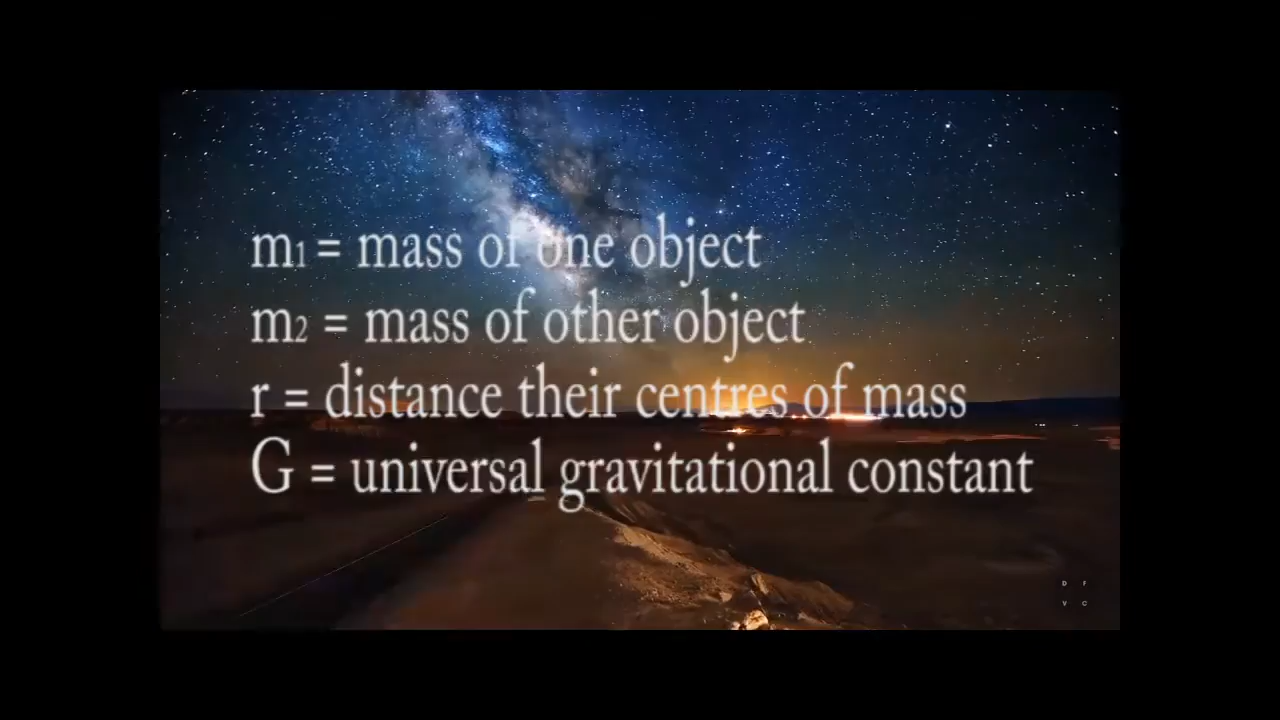 m1 = mass of one object
m2 = mass of other object
r = distance their centres of mass
G = universal gravitational constant
D F
V C